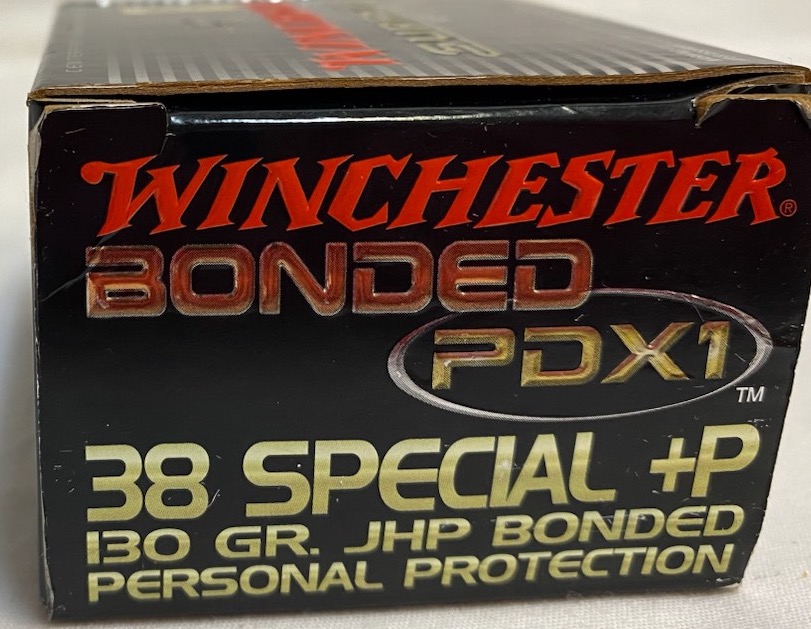 WINCHESTER®
BONDED
PDX1™
38 SPECIAL +P
130 GR. JHP BONDED
PERSONAL PROTECTION